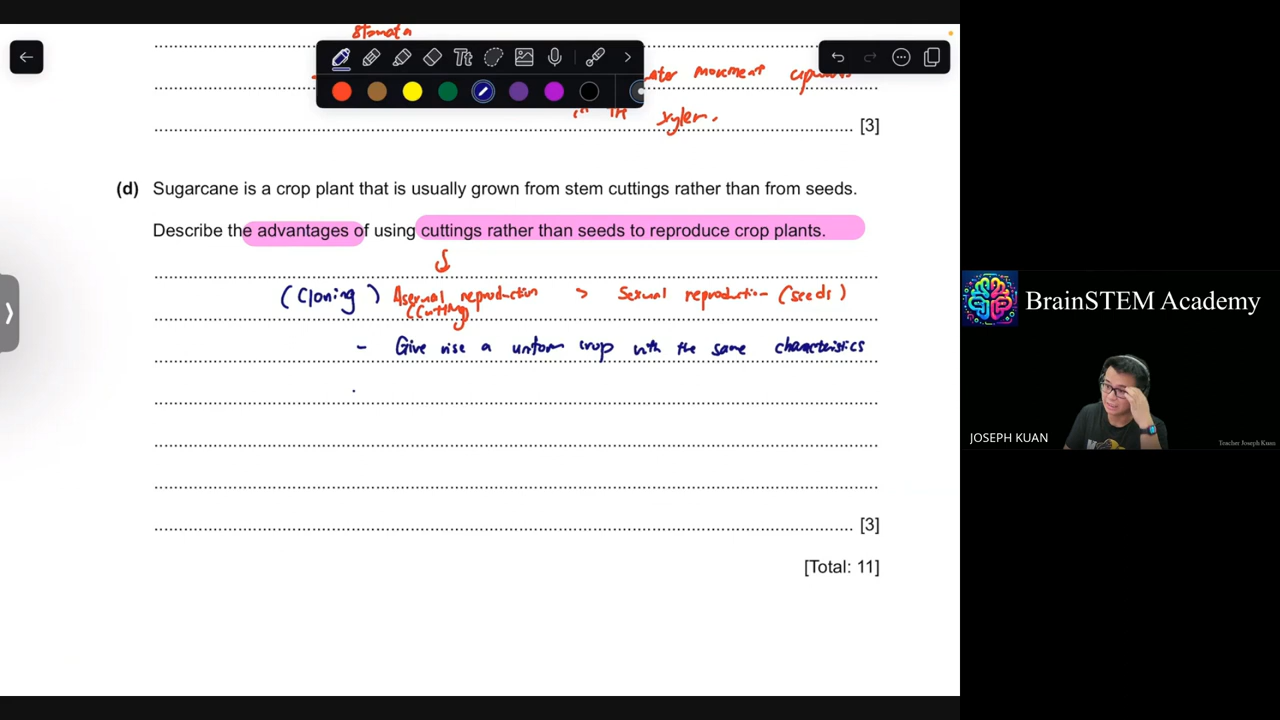 stomata
water movement upwards
in the xylem.
[3]
(d) Sugarcane is a crop plant that is usually grown from stem cuttings rather than from seeds.
Describe the advantages of using cuttings rather than seeds to reproduce crop plants.
(Cloning) Asexual reproduction > Sexual reproduction (seeds)
(cutting)
- Give rise a uniform crop with the same characteristics
[3]
[Total: 11]
Tt
BrainSTEM Academy
JOSEPH KUAN
Teacher Joseph Kuan